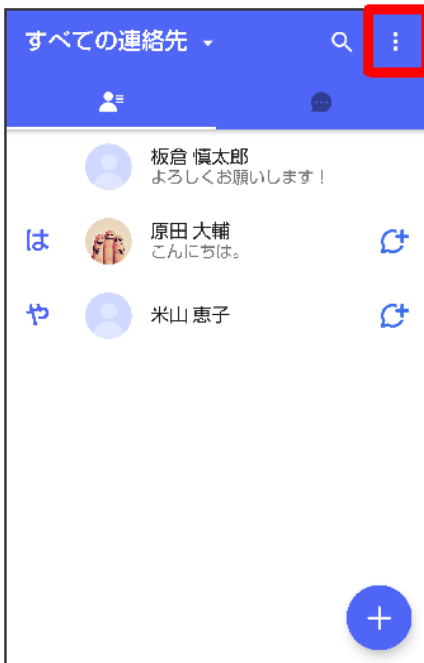 すべての連絡先
板倉 慎太郎
よろしくお願いします！
は
原田 大輔
こんにちは。
や
米山 恵子